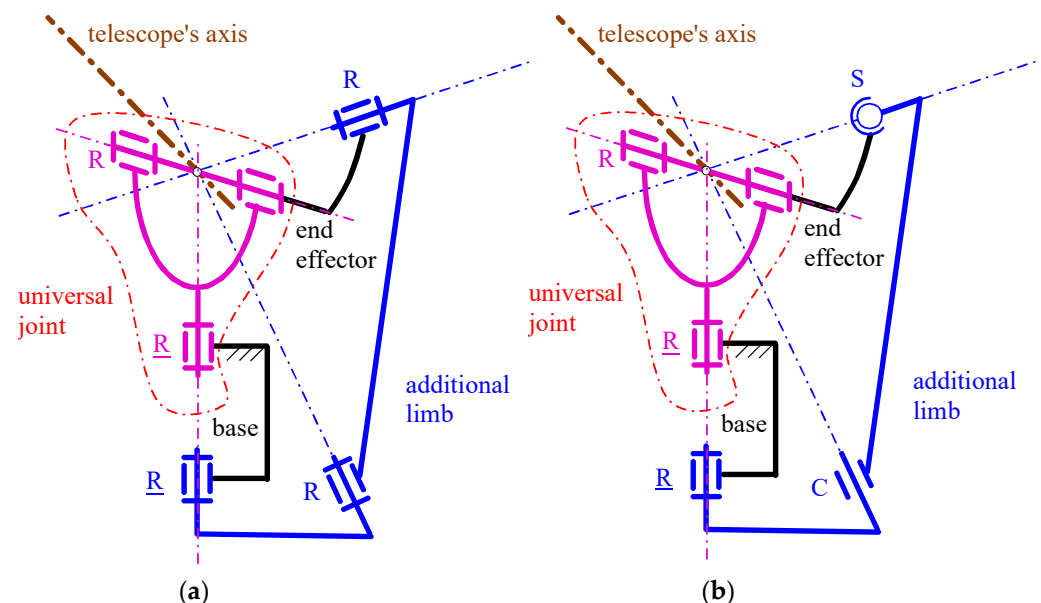 telescope's axis
R
R
end
effector
universal
joint
R
additional
limb
base
R
R
(a)
telescope's axis
S
R
end
effector
universal
joint
R
additional
limb
base
R
C
(b)